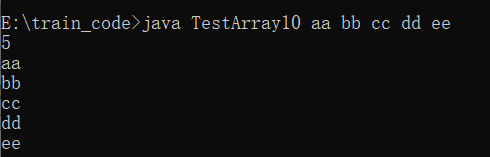 E:\train_code>java TestArray10 aa bb cc dd ee
5
aa
bb
cc
dd
ee